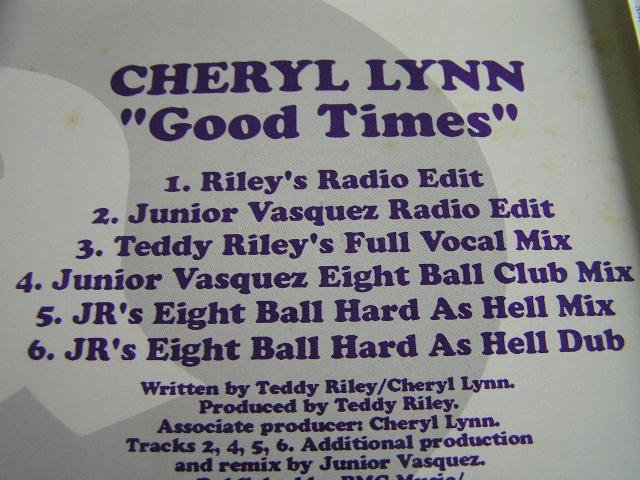 CHERYL LYNN
"Good Times"
1. Riley's Radio Edit
2. Junior Vasquez Radio Edit
3. Teddy Riley's Full Vocal Mix
4. Junior Vasquez Eight Ball Club Mix
5. JR's Eight Ball Hard As Hell Mix
6. JR's Eight Ball Hard As Hell Dub
Written by Teddy Riley/Cheryl Lynn.
Produced by Teddy Riley.
Associate producer: Cheryl Lynn.
Tracks 2, 4, 5, 6. Additional production
and remix by Junior Vasquez.